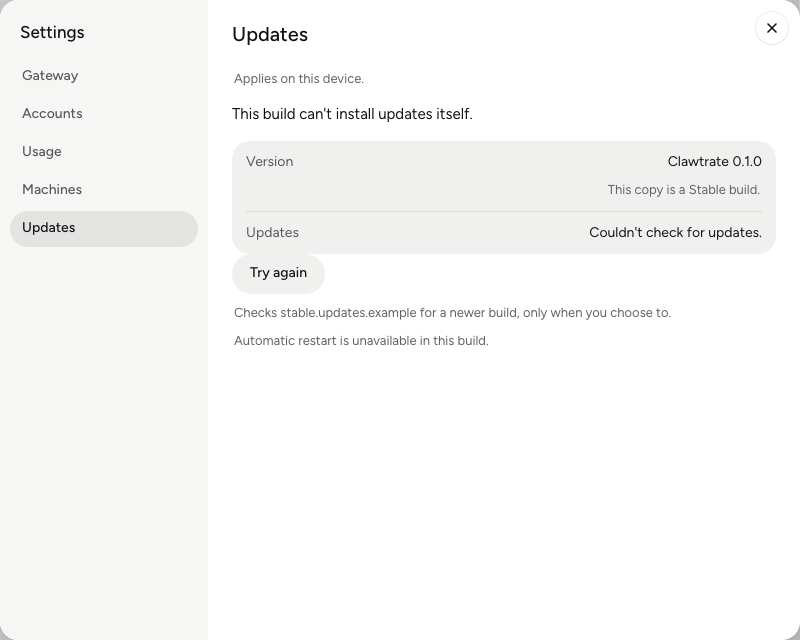 Settings
Gateway
Accounts
Usage
Machines
Updates
Updates
Applies on this device.
This build can't install updates itself.
Version
Clawtrate 0.1.0
This copy is a Stable build.
Updates
Couldn't check for updates.
Try again
Checks stable.updates.example for a newer build, only when you choose to.
Automatic restart is unavailable in this build.